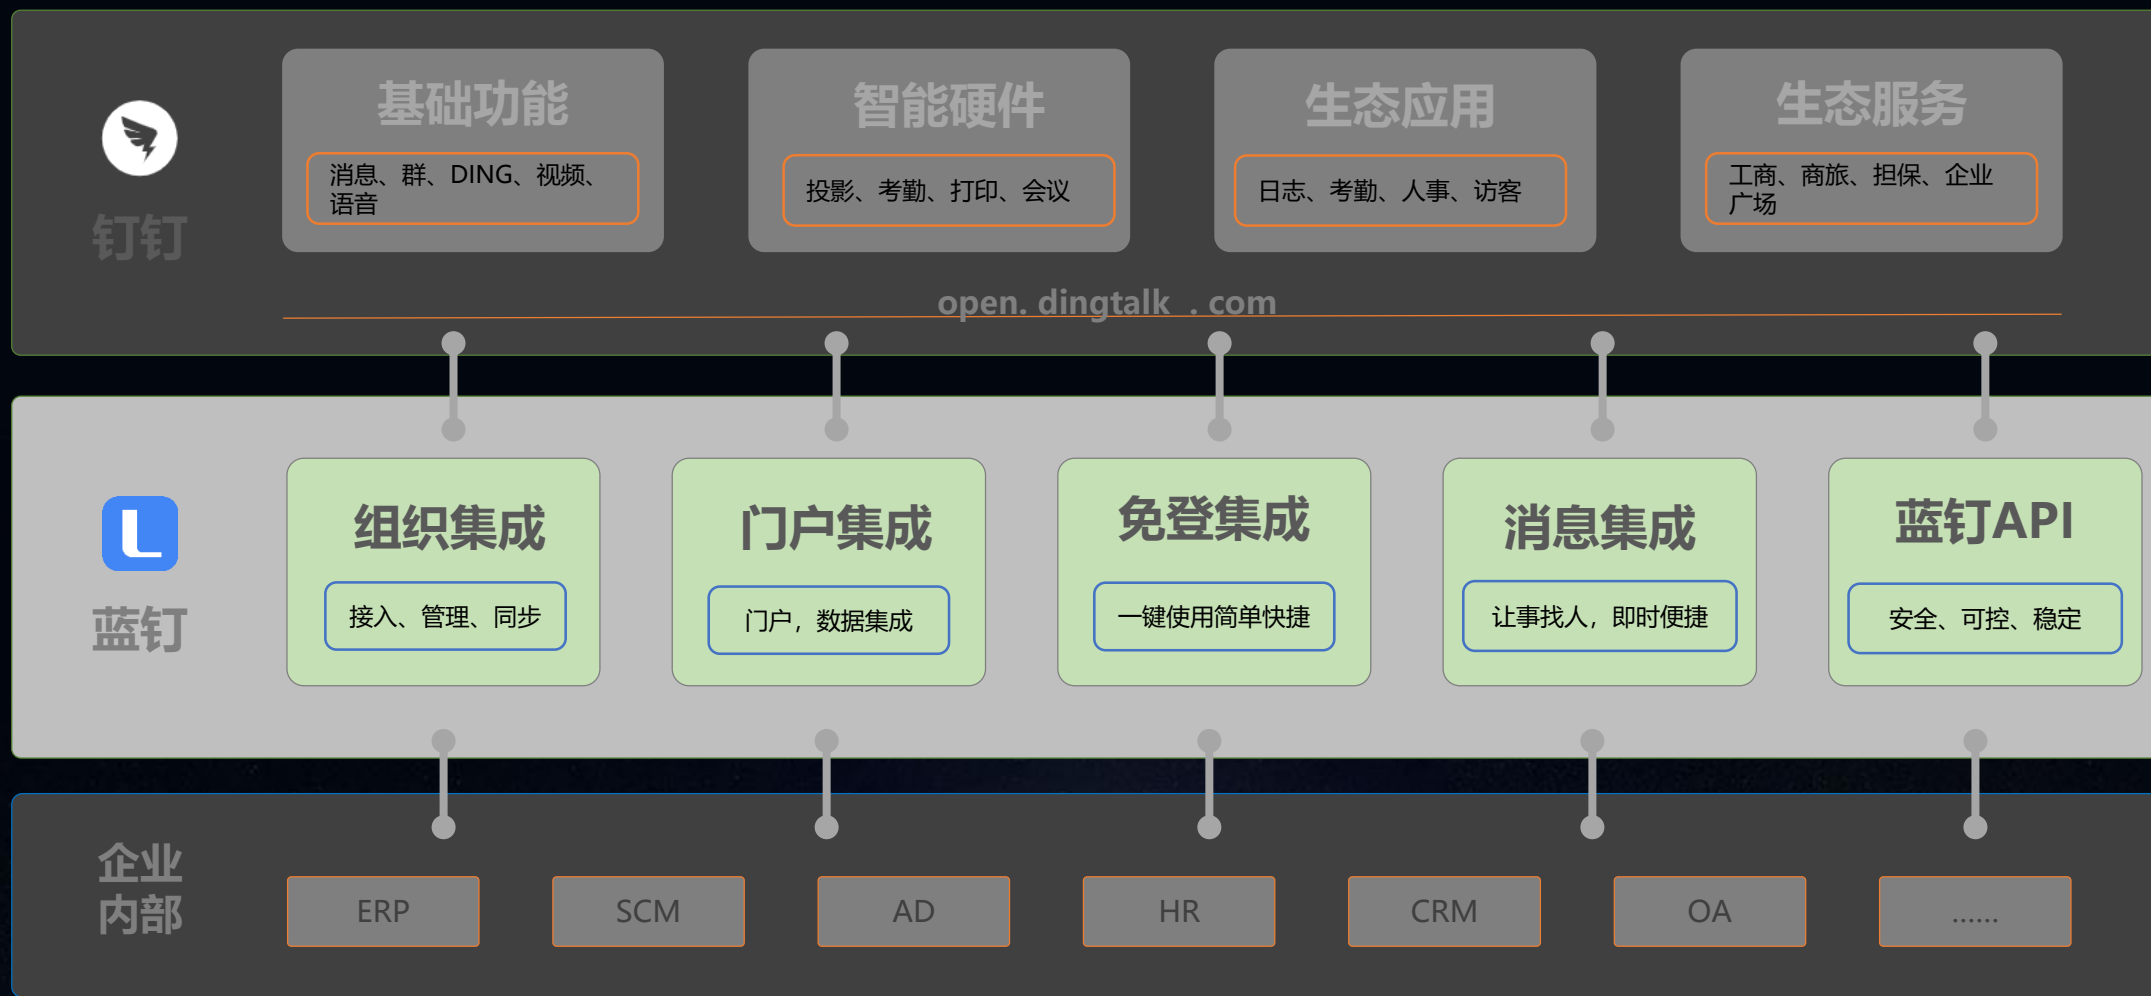 基础功能
智能硬件
生态应用
生态服务
消息、群、DING、视频、
语音
投影、考勤、打印、会议
日志、考勤、人事、访客
工商、商旅、担保、企业
广场
钉钉
open. dingtalk . com
组织集成
门户集成
免登集成
消息集成
蓝钉API
接入、管理、同步
门户，数据集成
一键使用简单快捷
让事找人，即时便捷
安全、可控、稳定
L
蓝钉
企业
内部
ERP
SCM
AD
HR
CRM
OA
......